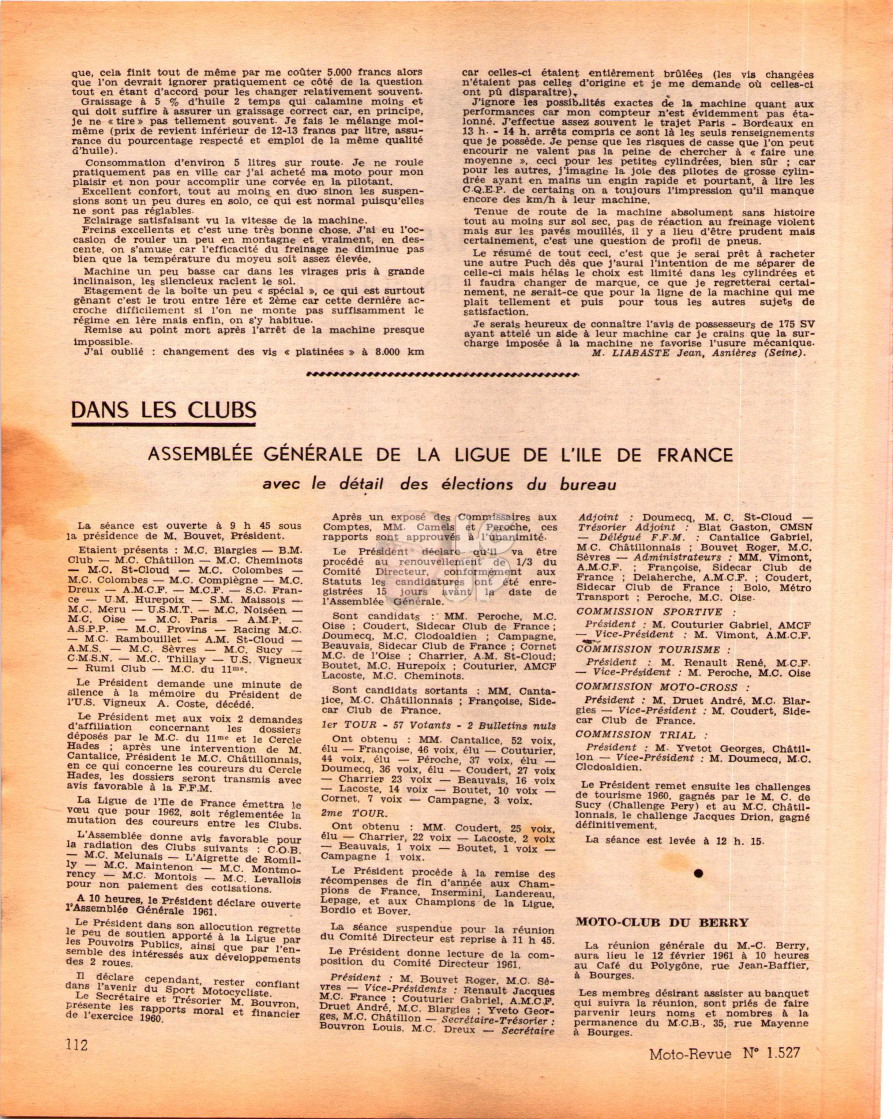 que, cela finit tout de même par me coûter 5.000 francs alors
que l'on devrait ignorer pratiquement ce côté de la question
tout en étant d'accord pour les changer relativement souvent.
Graissage à 5 % d'huile 2 temps qui calamine moins et
qui doit suffire à assurer un graissage correct car, en principe,
je ne « tire » pas tellement souvent. Je fais le mélange moi-
même (prix de revient inférieur de 12-13 francs par litre, assu-
rance du pourcentage respecté et emploi de la même qualité
d'huile).
Consommation d'environ 5 litres sur route. Je ne roule
pratiquement pas en ville car j'ai acheté ma moto pour mon
plaisir et non pour accomplir une corvée en la pilotant.
Excellent confort, tout au moins en duo sinon les suspen-
sions sont un peu dures en solo, ce qui est normal puisqu'elles
ne sont pas réglables.
Eclairage satisfaisant vu la vitesse de la machine.
Freins excellents et c'est une très bonne chose. J'ai eu l'oc-
casion de rouler un peu en montagne et vraiment, en des-
cente, on s'amuse car l'efficacité du freinage ne diminue pas
bien que la température du moyeu soit assez élevée.
Machine un peu basse car dans les virages pris à grande
inclinaison, les silencieux raclent le sol.
Etagement de la boîte un peu « spécial », ce qui est surtout
gênant c'est le trou entre 1ère et 2ème car cette dernière ac-
croche difficilement si l'on ne monte pas suffisamment le
régime en 1ère mais enfin, on s'y habitue.
Remise au point mort après l'arrêt de la machine presque
impossible.
J'ai oublié : changement des vis « platinées » à 8.000 km
car celles-ci étaient entièrement brûlées (les vis changées
n'étaient pas celles d'origine et je me demande où celles-ci
ont pû disparaître).
J'ignore les possibilités exactes de la machine quant aux
performances car mon compteur n'est évidemment pas éta-
lonné. J'effectue assez souvent le trajet Paris - Bordeaux en
13 h. - 14 h. arrêts compris ce sont là les seuls renseignements
que je possède. Je pense que les risques de casse que l'on peut
encourir ne valent pas la peine de chercher à « faire une
moyenne », ceci pour les petites cylindrées, bien sûr ; car
pour les autres, j'imagine la joie des pilotes de grosse cylin-
drée ayant en mains un engin rapide et pourtant, à lire les
C.Q.E.P. de certains on a toujours l'impression qu'il manque
encore des km/h à leur machine.
Tenue de route de la machine absolument sans histoire
tout au moins sur sol sec, pas de réaction au freinage violent
mais sur les pavés mouillés, il y a lieu d'être prudent mais
certainement, c'est une question de profil de pneus.
Le résumé de tout ceci, c'est que je serai prêt à racheter
une autre Puch dès que j'aurai l'intention de me séparer de
celle-ci mais hélas le choix est limité dans les cylindrées et
il faudra changer de marque, ce que je regretterai certai-
nement, ne serait-ce que pour la ligne de la machine qui me
plaît tellement et puis pour tous les autres sujets de
satisfaction.
Je serais heureux de connaître l'avis de possesseurs de 175 SV
ayant attelé un side à leur machine car je crains que la sur-
charge imposée à la machine ne favorise l'usure mécanique.
M. LIABASTE Jean, Asnières (Seine).
DANS LES CLUBS
ASSEMBLÉE GÉNÉRALE DE LA LIGUE DE L'ILE DE FRANCE
avec le détail des élections du bureau
La séance est ouverte à 9 h 45 sous
la présidence de M. Bouvet, Président.
Etaient présents : M.C. Blargies — B.M.
Club — M.C. Châtillon — M.C. Cheminots
— M.C. St-Cloud — M.C. Colombes —
M.C. Colombes — M.C. Compiègne — M.C.
Dreux — A.M.C.F. — M.C.F. — S.C. Fran-
ce — U.M. Hurepoix — S.M. Maissois —
M.C. Meru — U.S.M.T. — M.C. Noiséen —
M.C. Oise — M.C. Paris — A.M.P. —
A.S.P.P. — M.C. Provins — Racing M.C.
— M.C. Rambouillet — A.M. St-Cloud —
A.M.S. — M.C. Sèvres — M.C. Sucy —
C.M.S.N. — M.C. Thillay — U.S. Vigneux
— Rumi Club — M.C. du 11me.
Le Président demande une minute de
silence à la mémoire du Président de
l'U.S. Vigneux A. Coste, décédé.
Le Président met aux voix 2 demandes
d'affiliation concernant les dossiers
déposés par le M.C. du 11me et le Cercle
Hades ; après une intervention de M.
Cantalice, Président le M.C. Châtillonnais,
en ce qui concerne les coureurs du Cercle
Hades, les dossiers seront transmis avec
avis favorable à la F.F.M.
La Ligue de l'Ile de France émettra le
vœu que pour 1962, soit réglementée la
mutation des coureurs entre les Clubs.
L'Assemblée donne avis favorable pour
la radiation des Clubs suivants : C.O.B.
— M.C. Melunais — L'Aigrette de Romil-
ly — M.C. Maintenon — M.C. Montmo-
rency — M.C. Montois — M.C. Levallois
pour non paiement des cotisations.
A 10 heures, le Président déclare ouverte
l'Assemblée Générale 1961.
Le Président dans son allocution regrette
le peu de soutien apporté à la Ligue par
les Pouvoirs Publics, ainsi que par l'en-
semble des intéressés aux développements
des 2 roues.
Il déclare cependant, rester confiant
dans l'avenir du Sport Motocycliste.
Le Secrétaire et Trésorier M. Bouvron,
présente les rapports moral et financier
de l'exercice 1960.
Après un exposé des Commissaires aux
Comptes, MM. Camels et Peroche, ces
rapports sont approuvés à l'unanimité.
Le Président déclare qu'il va être
procédé au renouvellement de 1/3 du
Comité Directeur, conformément aux
Statuts les candidatures ont été enre-
gistrées 15 jours avant la date de
l'Assemblée Générale.
Sont candidats : MM. Peroche, M.C.
Oise ; Coudert, Sidecar Club de France ;
Doumecq, M.C. Clodoaldien ; Campagne,
Beauvais, Sidecar Club de France ; Cornet
M.C. de l'Oise ; Charrier, A.M. St-Cloud;
Boutet, M.C. Hurepoix ; Couturier, AMCF
Lacoste, M.C. Cheminots.
Sont candidats sortants : MM. Canta-
lice, M.C. Châtillonnais ; Françoise, Side-
car Club de France.
1er TOUR - 57 Votants - 2 Bulletins nuls
Ont obtenu : MM. Cantalice, 52 voix,
élu — Françoise, 46 voix, élu — Couturier,
44 voix, élu — Péroche, 37 voix, élu —
Doumecq, 36 voix, élu — Coudert, 27 voix
— Charrier 23 voix — Beauvais, 16 voix
— Lacoste, 14 voix — Boutet, 10 voix —
Cornet, 7 voix — Campagne, 3 voix.
2me TOUR.
Ont obtenu : MM. Coudert, 25 voix,
élu — Charrier, 22 voix — Lacoste, 2 voix
— Beauvais, 1 voix — Boutet, 1 voix —
Campagne 1 voix.
Le Président procède à la remise des
récompenses de fin d'année aux Cham-
pions de France, Insermini, Landereau,
Lepage, et aux Champions de la Ligue,
Bordio et Bover.
La séance suspendue pour la réunion
du Comité Directeur est reprise à 11 h 45.
Le Président donne lecture de la com-
position du Comité Directeur 1961.
Président : M. Bouvet Roger, M.C. Sè-
vres — Vice-Présidents : Renault Jacques
M.C. France ; Couturier Gabriel, A.M.C.F.
Druet André, M.C. Blargies ; Yveto Geor-
ges, M.C. Châtillon — Secrétaire-Trésorier :
Bouvron Louis, M.C. Dreux — Secrétaire
Adjoint : Doumecq, M. C. St-Cloud —
Trésorier Adjoint : Blat Gaston, CMSN
— Délégué F.F.M. : Cantalice Gabriel,
M.C. Châtillonnais ; Bouvet Roger, M.C.
Sèvres — Administrateurs : MM. Vimont,
A.M.C.F. ; Françoise, Sidecar Club de
France ; Delaherche, A.M.C.F. ; Coudert,
Sidecar Club de France ; Bolo, Métro
Transport ; Peroche, M.C. Oise.
COMMISSION SPORTIVE :
Président : M. Couturier Gabriel, AMCF
— Vice-Président : M. Vimont, A.M.C.F.
COMMISSION TOURISME :
Président : M. Renault René, M.C.F.
— Vice-Président : M. Peroche, M.C. Oise
COMMISSION MOTO-CROSS :
Président : M. Druet André, M.C. Blar-
gies — Vice-Président : M. Coudert, Side-
car Club de France.
COMMISSION TRIAL :
Président : M. Yvetot Georges, Châtil-
lon — Vice-Président : M. Doumecq, M.C.
Clodoaldien.
Le Président remet ensuite les challenges
de tourisme 1960, gagnés par le M. C. de
Sucy (Challenge Pery) et au M.C. Châtil-
lonnais, le challenge Jacques Drion, gagné
définitivement.
La séance est levée à 12 h. 15.
MOTO-CLUB DU BERRY
La réunion générale du M.-C. Berry,
aura lieu le 12 février 1961 à 10 heures
au Café du Polygône, rue Jean-Baffier,
à Bourges.
Les membres désirant assister au banquet
qui suivra la réunion, sont priés de faire
parvenir leurs noms et nombres à la
permanence du M.C.B., 35, rue Mayenne
à Bourges.
112
Moto-Revue N° 1.527